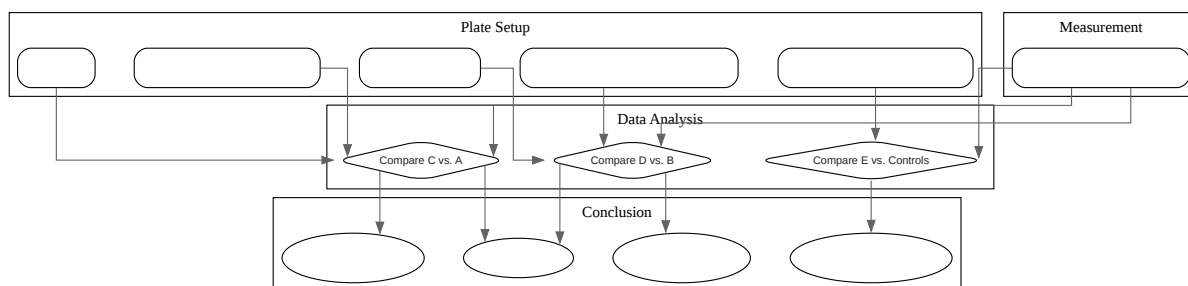 Plate Setup
Measurement
Data Analysis
Compare C vs. A
Compare D vs. B
Compare E vs. Controls
Conclusion